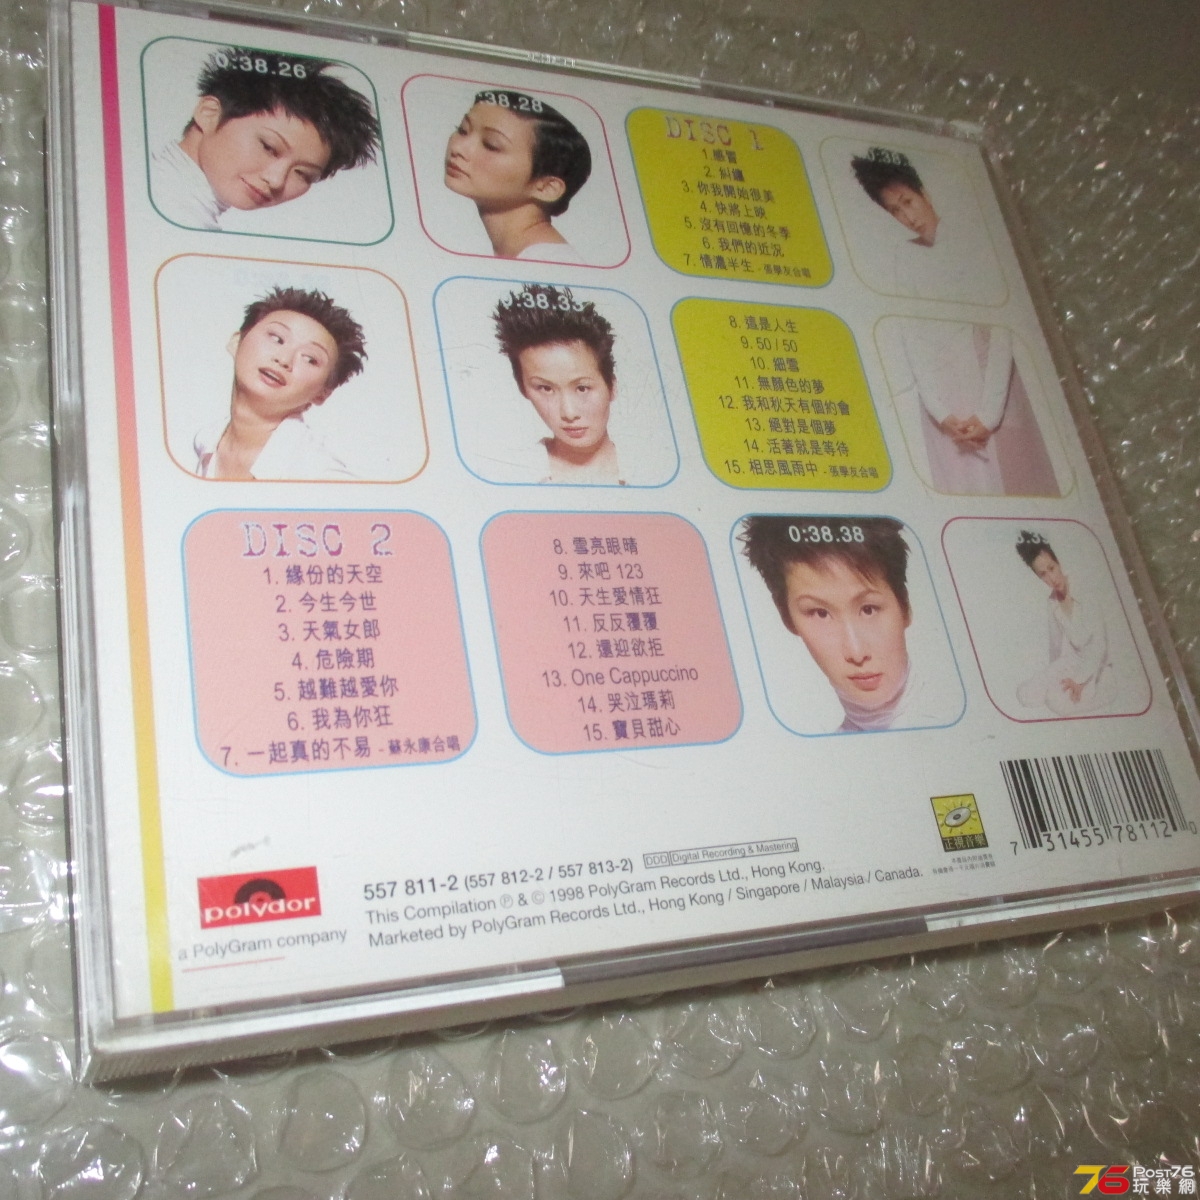 0:38.26
:38.28
DISC 1
1. 感冒
2. 糾纏
3. 你我開始很美
4. 快將上映
5. 沒有回憶的冬季
6. 我們的近況
7. 情濃半生 - 張學友合唱
0:38.33
8. 這是人生
9. 50 / 50
10. 細雪
11. 無顏色的夢
12. 我和秋天有個約會
13. 絕對是個夢
14. 活著就是等待
15. 相思風雨中 - 張學友合唱
DISC 2
1. 緣份的天空
2. 今生今世
3. 天氣女郎
4. 危險期
5. 越難越愛你
6. 我為你狂
7. 一起真的不易 - 蘇永康合唱
8. 雪亮眼睛
9. 來吧 123
10. 天生愛情狂
11. 反反覆覆
12. 還迎欲拒
13. One Cappuccino
14. 哭泣瑪莉
15. 寶貝甜心
0:38.38
polydor
a PolyGram company
557 811-2 (557 812-2 / 557 813-2)
DDD Digital Recording & Mastering
This Compilation ℗ & © 1998 PolyGram Records Ltd., Hong Kong.
Marketed by PolyGram Records Ltd., Hong Kong / Singapore / Malaysia / Canada.
正視音樂
7 31455 78112 0
76 POST76
玩樂網